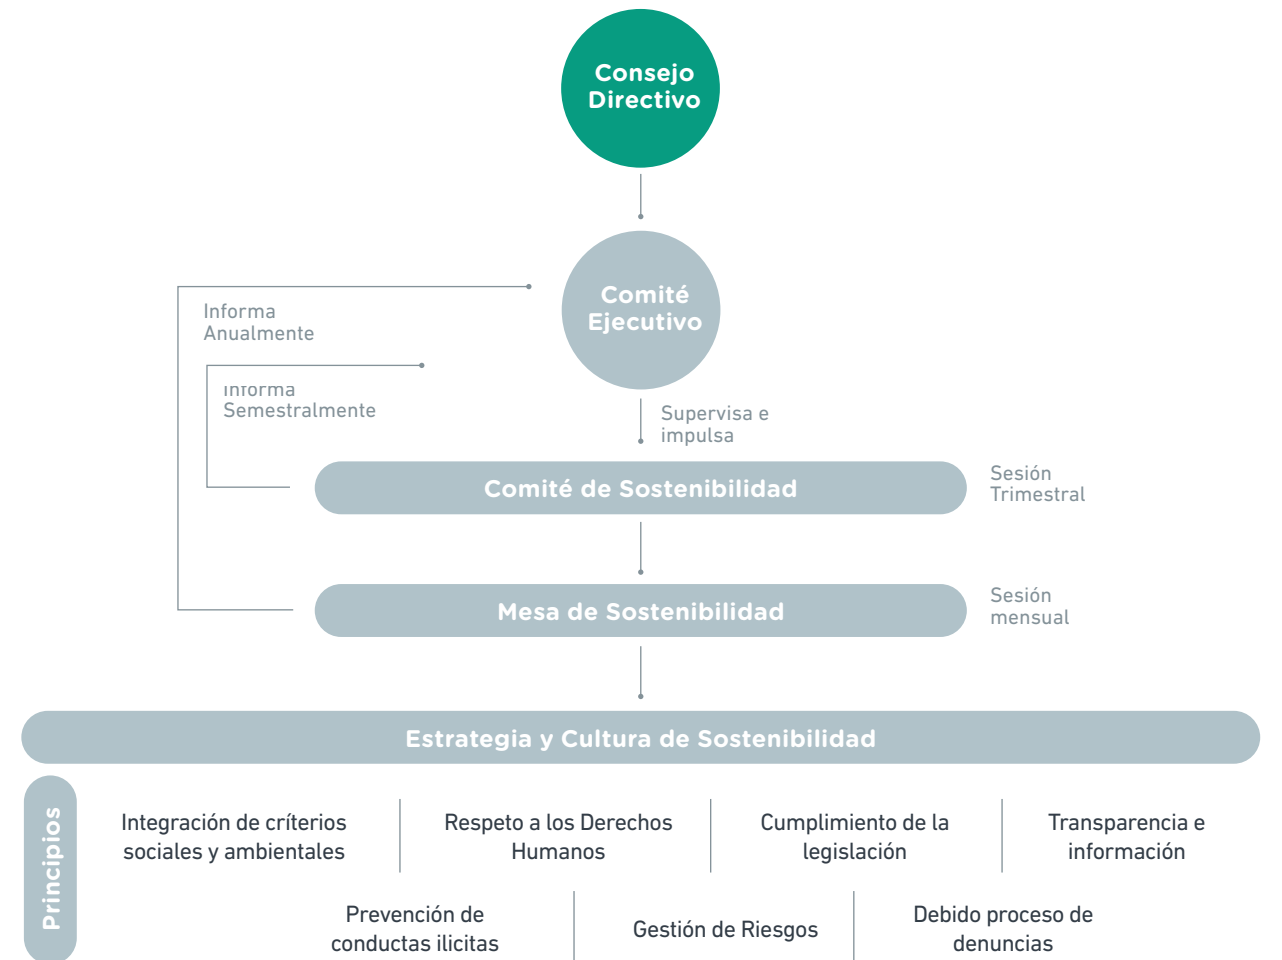 Consejo
Directivo
Comité
Ejecutivo
Informa
Anualmente
Informa
Semestralmente
Supervisa e
impulsa
Comité de Sostenibilidad
Sesión
Trimestral
Mesa de Sostenibilidad
Sesión
mensual
Estrategia y Cultura de Sostenibilidad
Principios
Integración de críterios
sociales y ambientales
Respeto a los Derechos
Humanos
Cumplimiento de la
legislación
Transparencia e
información
Prevención de
conductas ilicitas
Gestión de Riesgos
Debido proceso de
denuncias